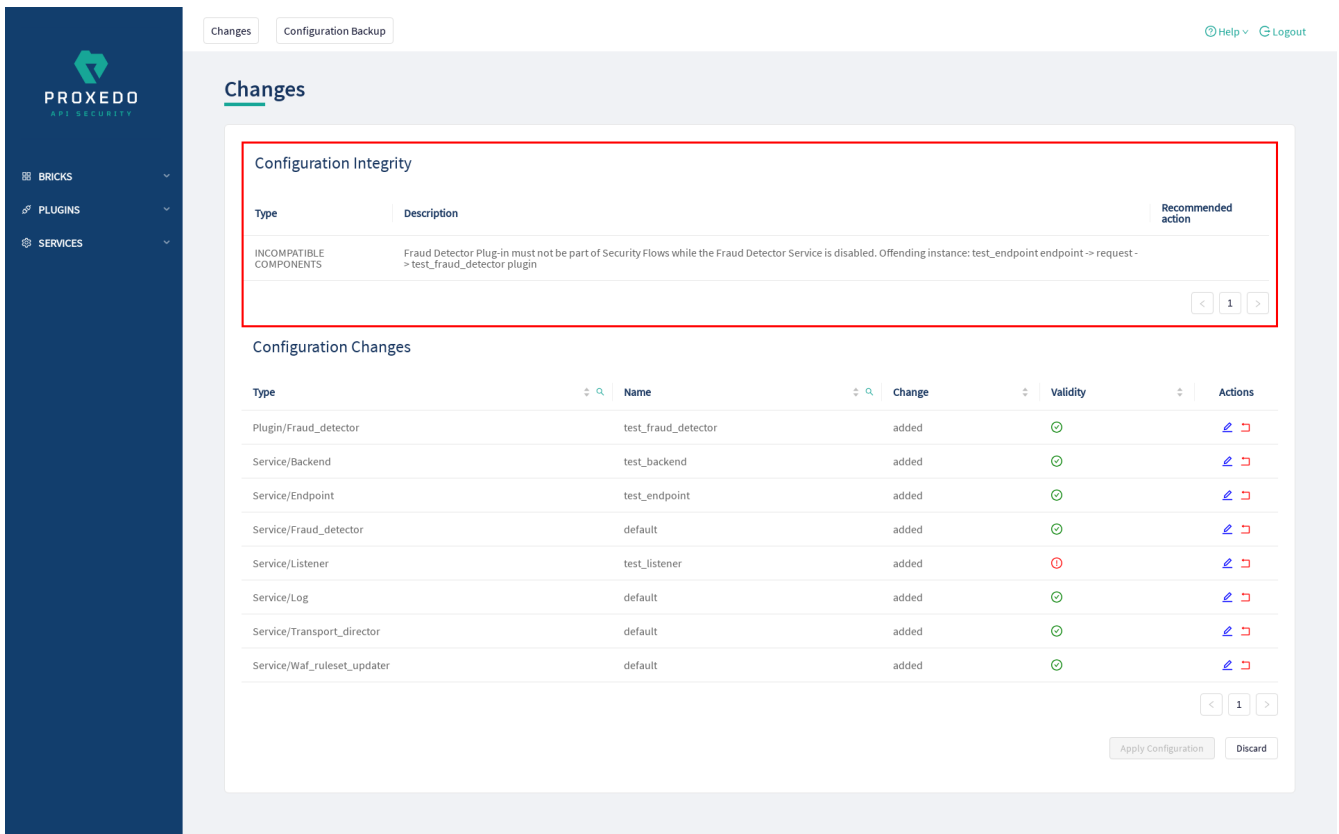 Changes Configuration Backup Help Logout
PROXEDO
API SECURITY
BRICKS
PLUGINS
SERVICES
Changes
Configuration Integrity
Type Description Recommended
action
INCOMPATIBLE Fraud Detector Plug-in must not be part of Security Flows while the Fraud Detector Service is disabled. Offending instance: test_endpoint endpoint -> request -
COMPONENTS > test_fraud_detector plugin
< 1 >
Configuration Changes
Type Name Change Validity Actions
Plugin/Fraud_detector test_fraud_detector added
Service/Backend test_backend added
Service/Endpoint test_endpoint added
Service/Fraud_detector default added
Service/Listener test_listener added
Service/Log default added
Service/Transport_director default added
Service/Waf_ruleset_updater default added
< 1 >
Apply Configuration Discard